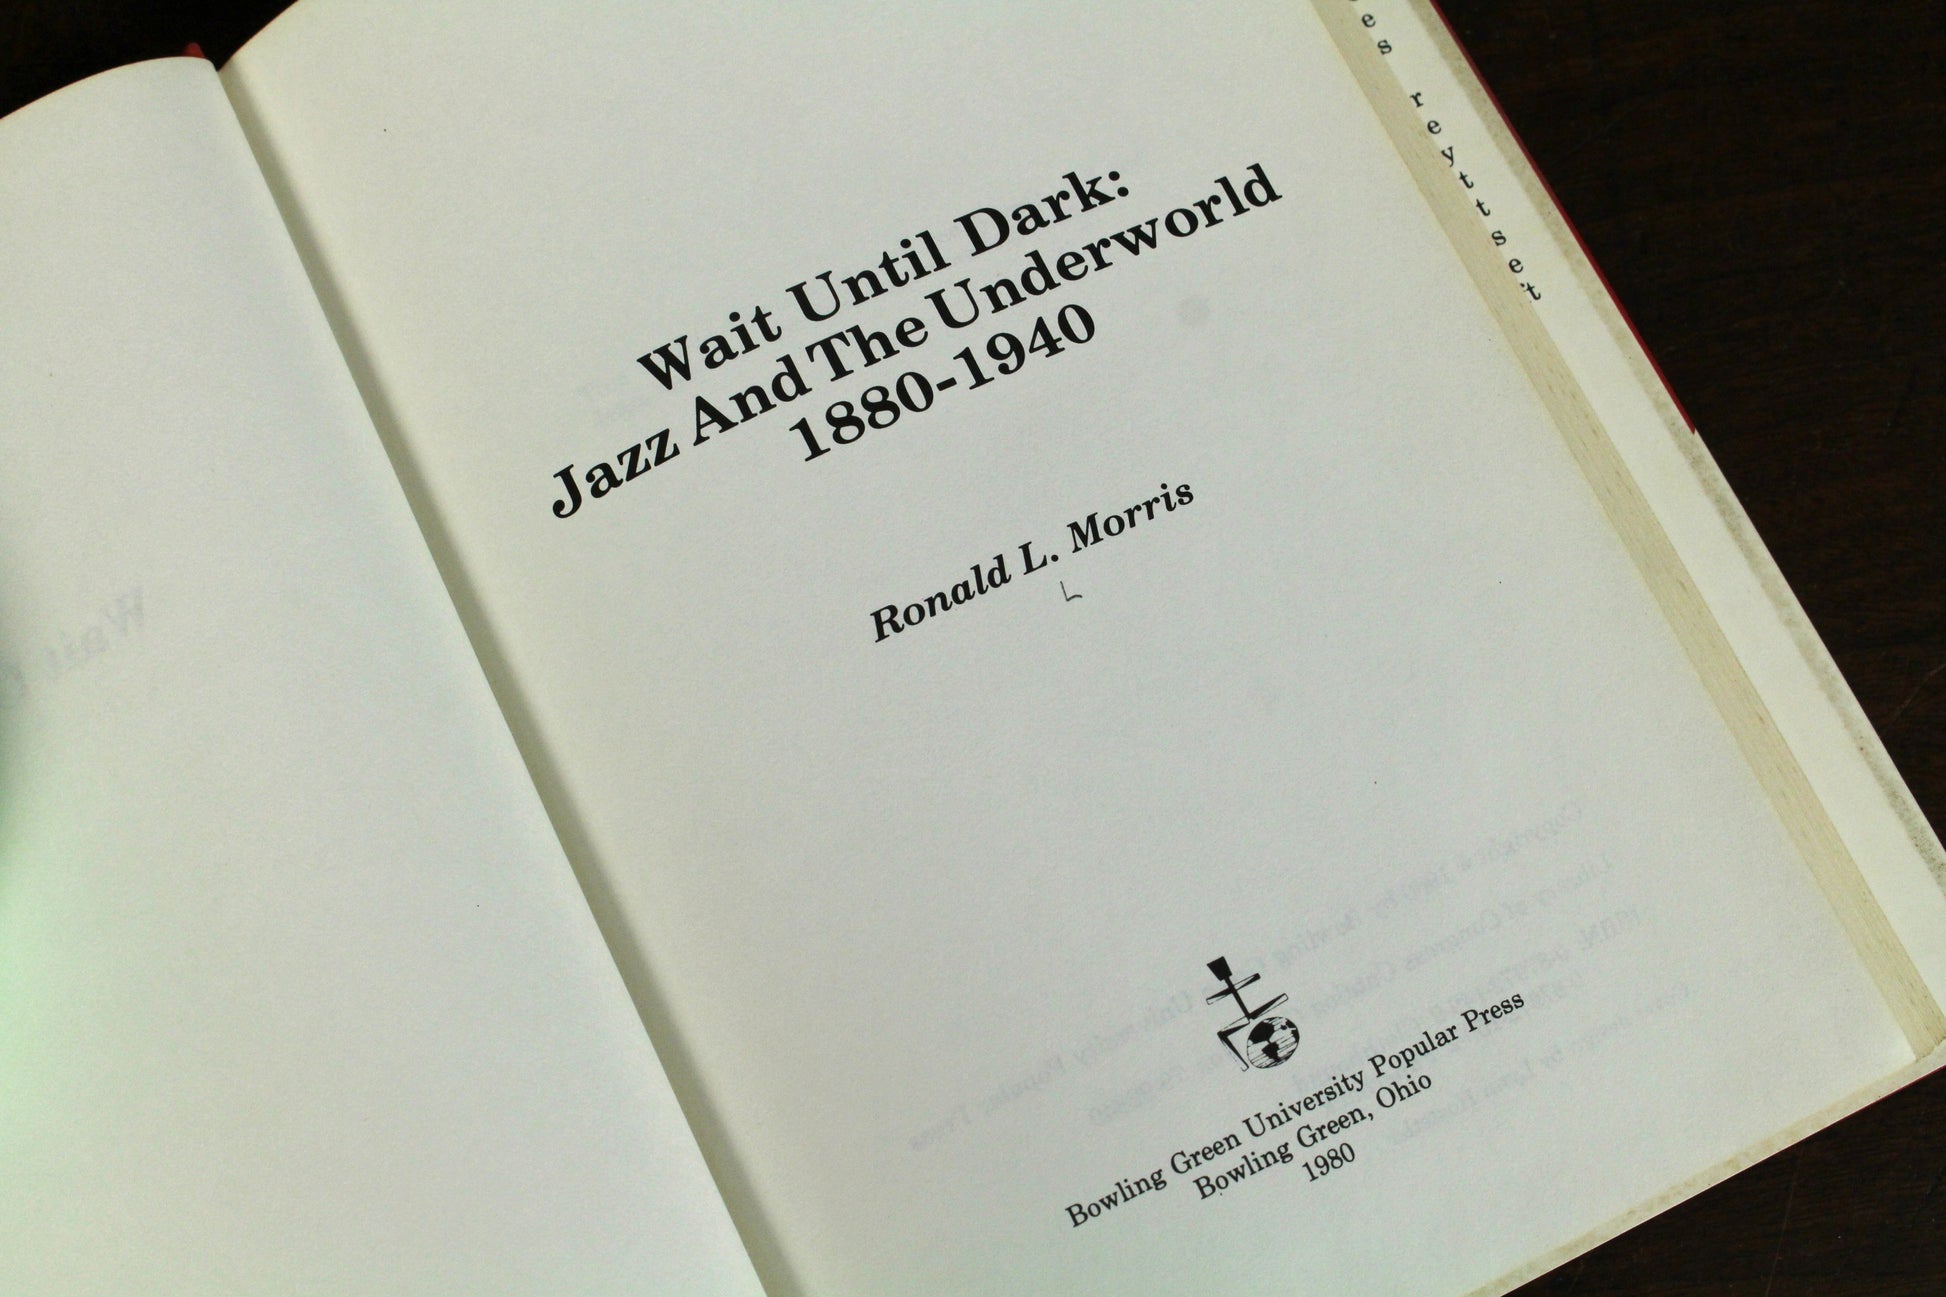 Wait Until Dark:
Jazz And The Underworld
1880-1940
Ronald L. Morris
Bowling Green University Popular Press
Bowling Green, Ohio
1980